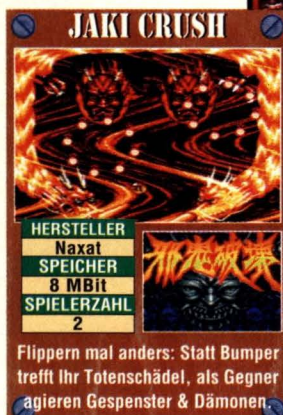 JAKI CRUSH
HERSTELLER
Naxat
SPEICHER
8 MBit
SPIELERZAHL
2
邪鬼破壊
Flippern mal anders: Statt Bumper
trefft Ihr Totenschädel, als Gegner
agieren Gespenster & Dämonen.